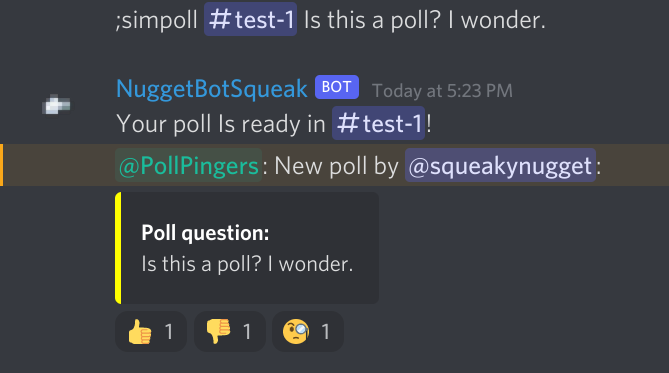 ;simpoll #test-1 Is this a poll? I wonder.
NuggetBotSqueak BOT Today at 5:23 PM
Your poll Is ready in #test-1!
@PollPingers: New poll by @squeakynugget:
Poll question:
Is this a poll? I wonder.
1 1 1